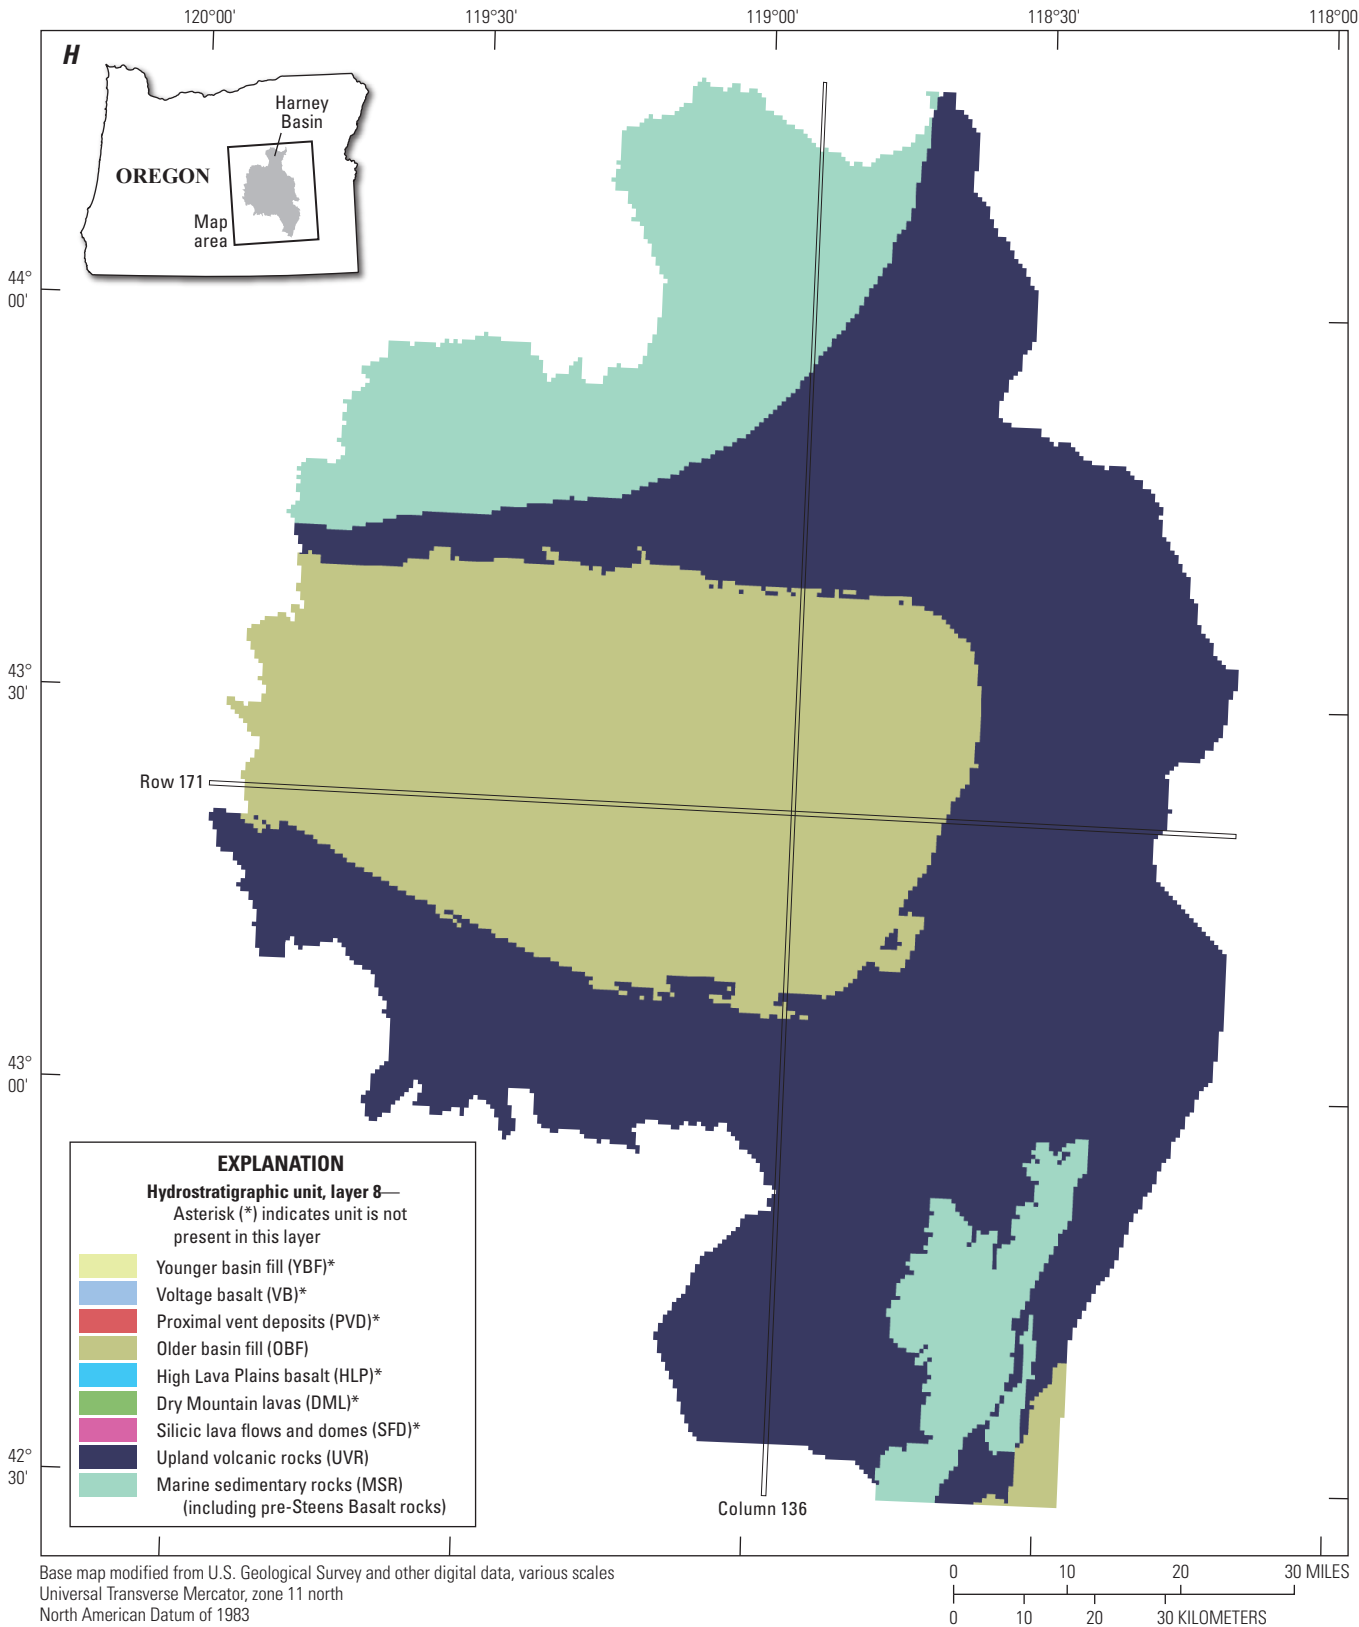 120°00'
119°30'
119°00'
118°30'
118°00
H
Harney
Basin
OREGON
Map
area
44°
00'
43°
30'
Row 171
43°
00'
42°
30'
Column 136
EXPLANATION
Hydrostratigraphic unit, layer 8—
Asterisk (*) indicates unit is not
present in this layer
Younger basin fill (YBF)*
Voltage basalt (VB)*
Proximal vent deposits (PVD)*
Older basin fill (OBF)
High Lava Plains basalt (HLP)*
Dry Mountain lavas (DML)*
Silicic lava flows and domes (SFD)*
Upland volcanic rocks (UVR)
Marine sedimentary rocks (MSR)
(including pre-Steens Basalt rocks)
Base map modified from U.S. Geological Survey and other digital data, various scales
Universal Transverse Mercator, zone 11 north
North American Datum of 1983
0 10 20 30 MILES
0 10 20 30 KILOMETERS